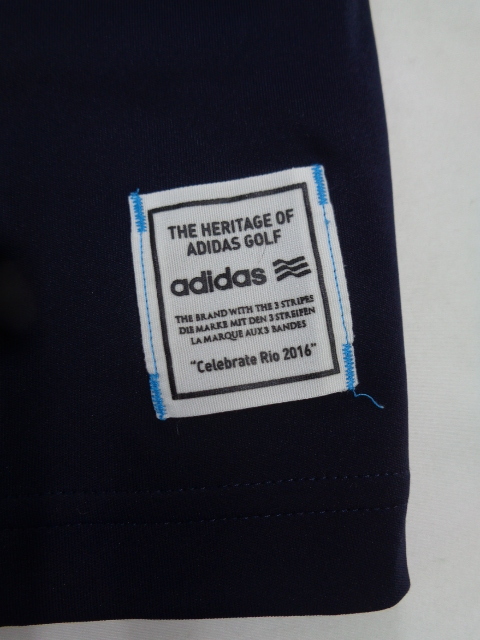 THE HERITAGE OF
ADIDAS GOLF
adidas
THE BRAND WITH THE 3 STRIPES
DIE MARKE MIT DEN 3 STREIFEN
LA MARQUE AUX 3 BANDES
"Celebrate Rio 2016"